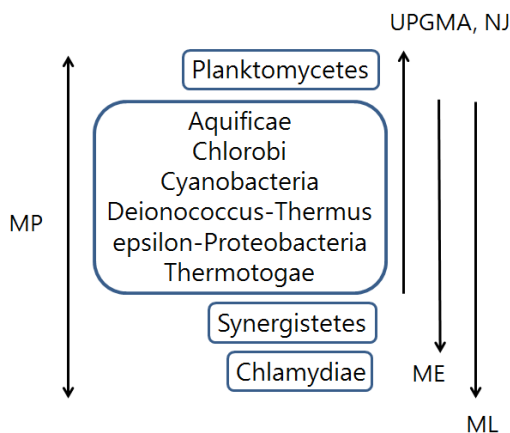 UPGMA, NJ
Planktomycetes
Aquificae
Chlorobi
Cyanobacteria
Deionococcus-Thermus
MP
epsilon-Proteobacteria
Thermotogae
Synergistetes
Chlamydiae
ME
ML